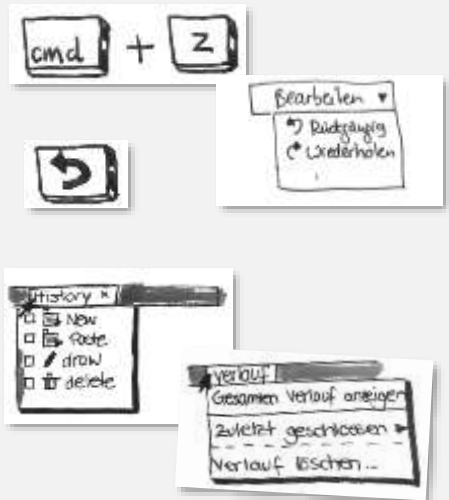 cmd + Z
Bearbeiten ▾
Rückgängig
Wiederholen
History ×
New
Paste
draw
delete
Verlauf
Gesamten Verlauf anzeigen
Zuletzt geschlossen ▸
Verlauf löschen...